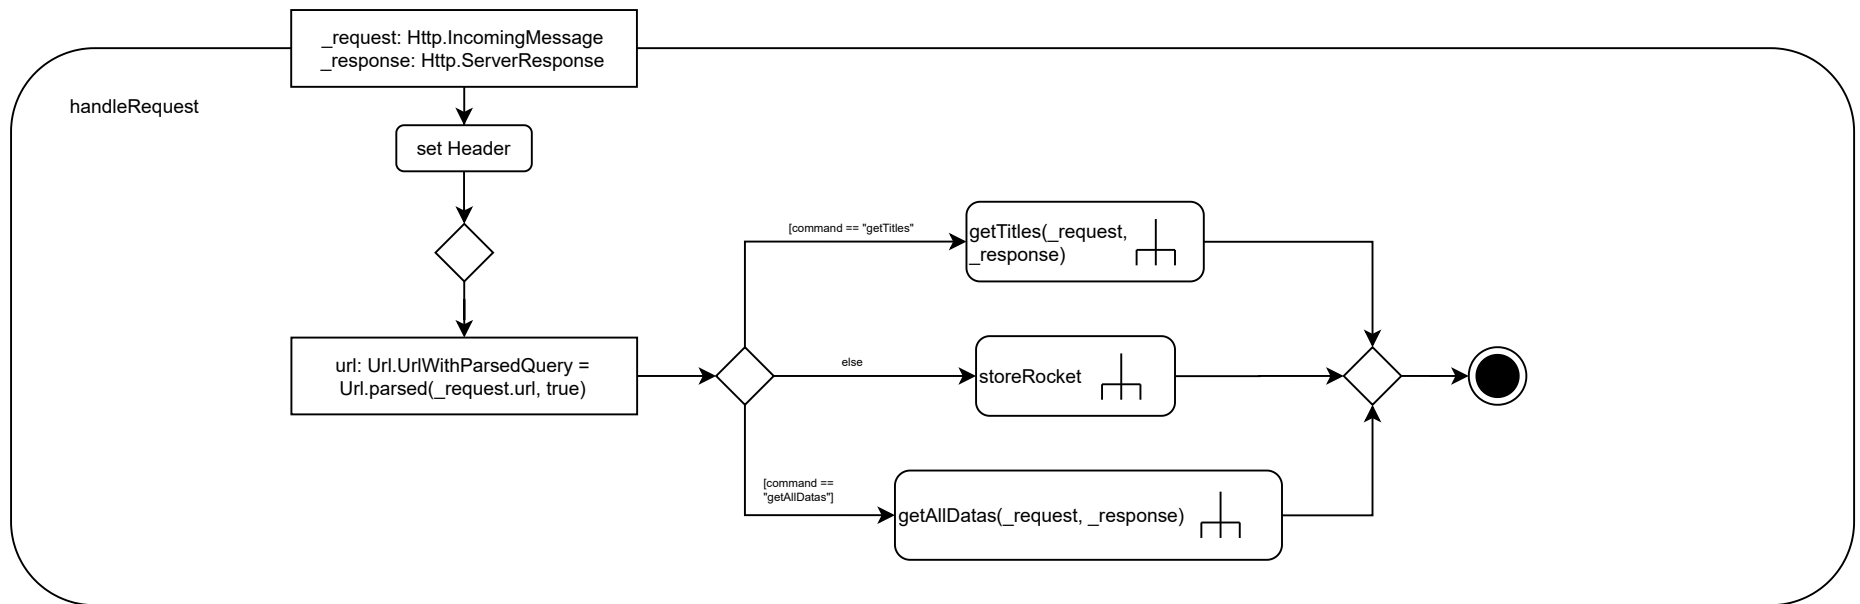 _request: Http.IncomingMessage
_response: Http.ServerResponse
handleRequest
set Header
[command == "getTitles"
getTitles(_request,
_response)
url: Url.UrlWithParsedQuery =
Url.parsed(_request.url, true)
else
storeRocket
[command ==
"getAllDatas"]
getAllDatas(_request, _response)